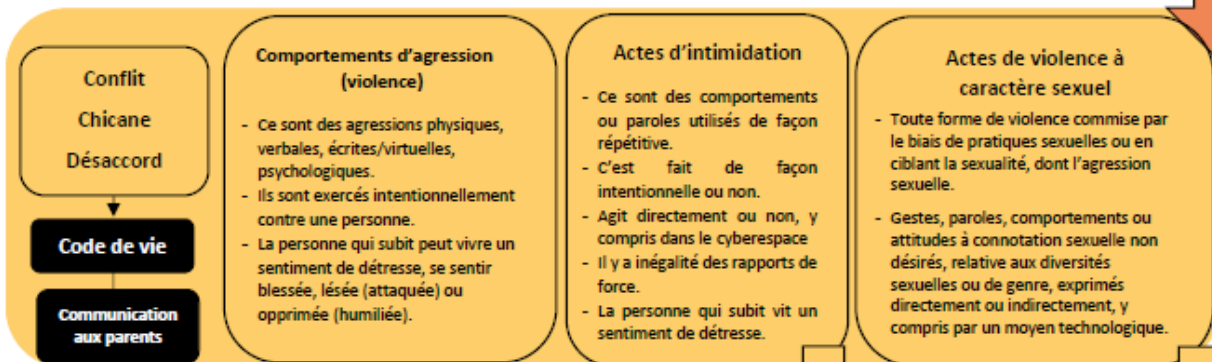 Conflit
Chicane
Désaccord
Code de vie
Communication
aux parents
Comportements d'agression
(violence)
- Ce sont des agressions physiques,
verbales, écrites/virtuelles,
psychologiques.
- Ils sont exercés intentionnellement
contre une personne.
- La personne qui subit peut vivre un
sentiment de détresse, se sentir
blessée, lésée (attaquée) ou
opprimée (humiliée).
Actes d'intimidation
- Ce sont des comportements
ou paroles utilisés de façon
répétitive.
- C'est fait de façon
intentionnelle ou non.
- Agit directement ou non, y
compris dans le cyberespace
- Il y a inégalité des rapports de
force.
- La personne qui subit vit un
sentiment de détresse.
Actes de violence à
caractère sexuel
- Toute forme de violence commise par
le biais de pratiques sexuelles ou en
ciblant la sexualité, dont l'agression
sexuelle.
- Gestes, paroles, comportements ou
attitudes à connotation sexuelle non
désirés, relative aux diversités
sexuelles ou de genre, exprimés
directement ou indirectement, y
compris par un moyen technologique.